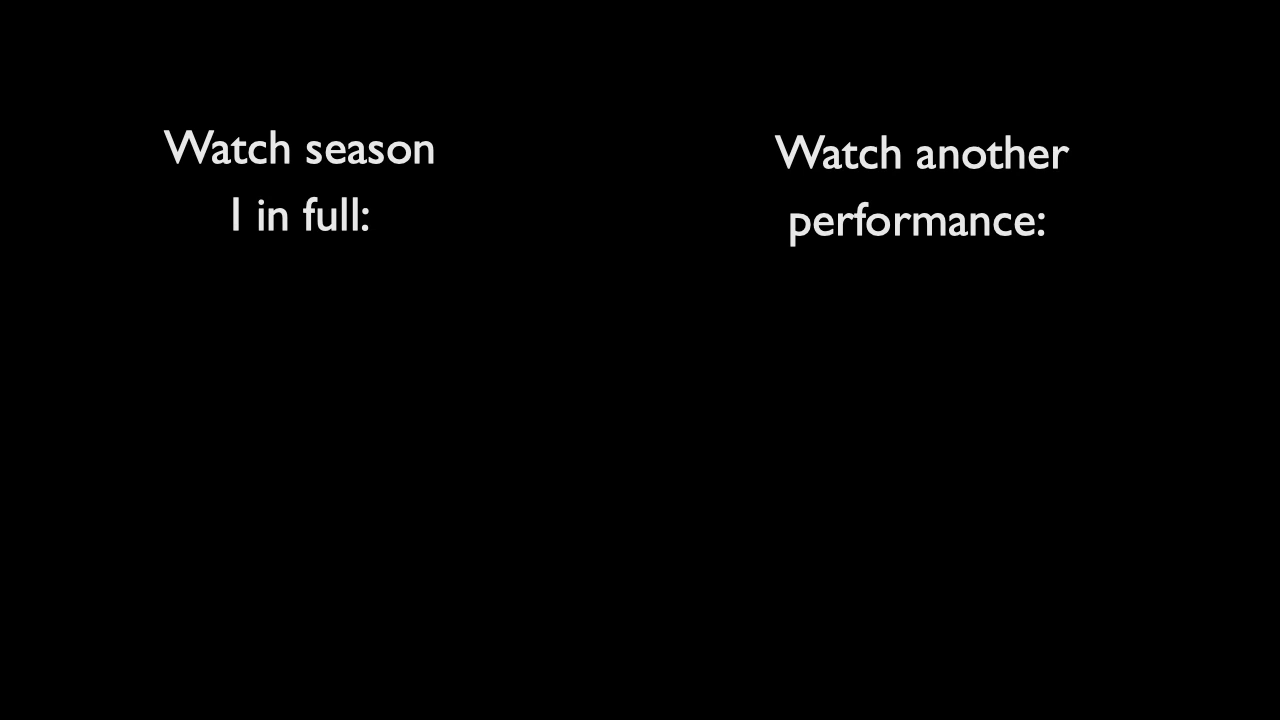 Watch season
1 in full:
Watch another
performance: